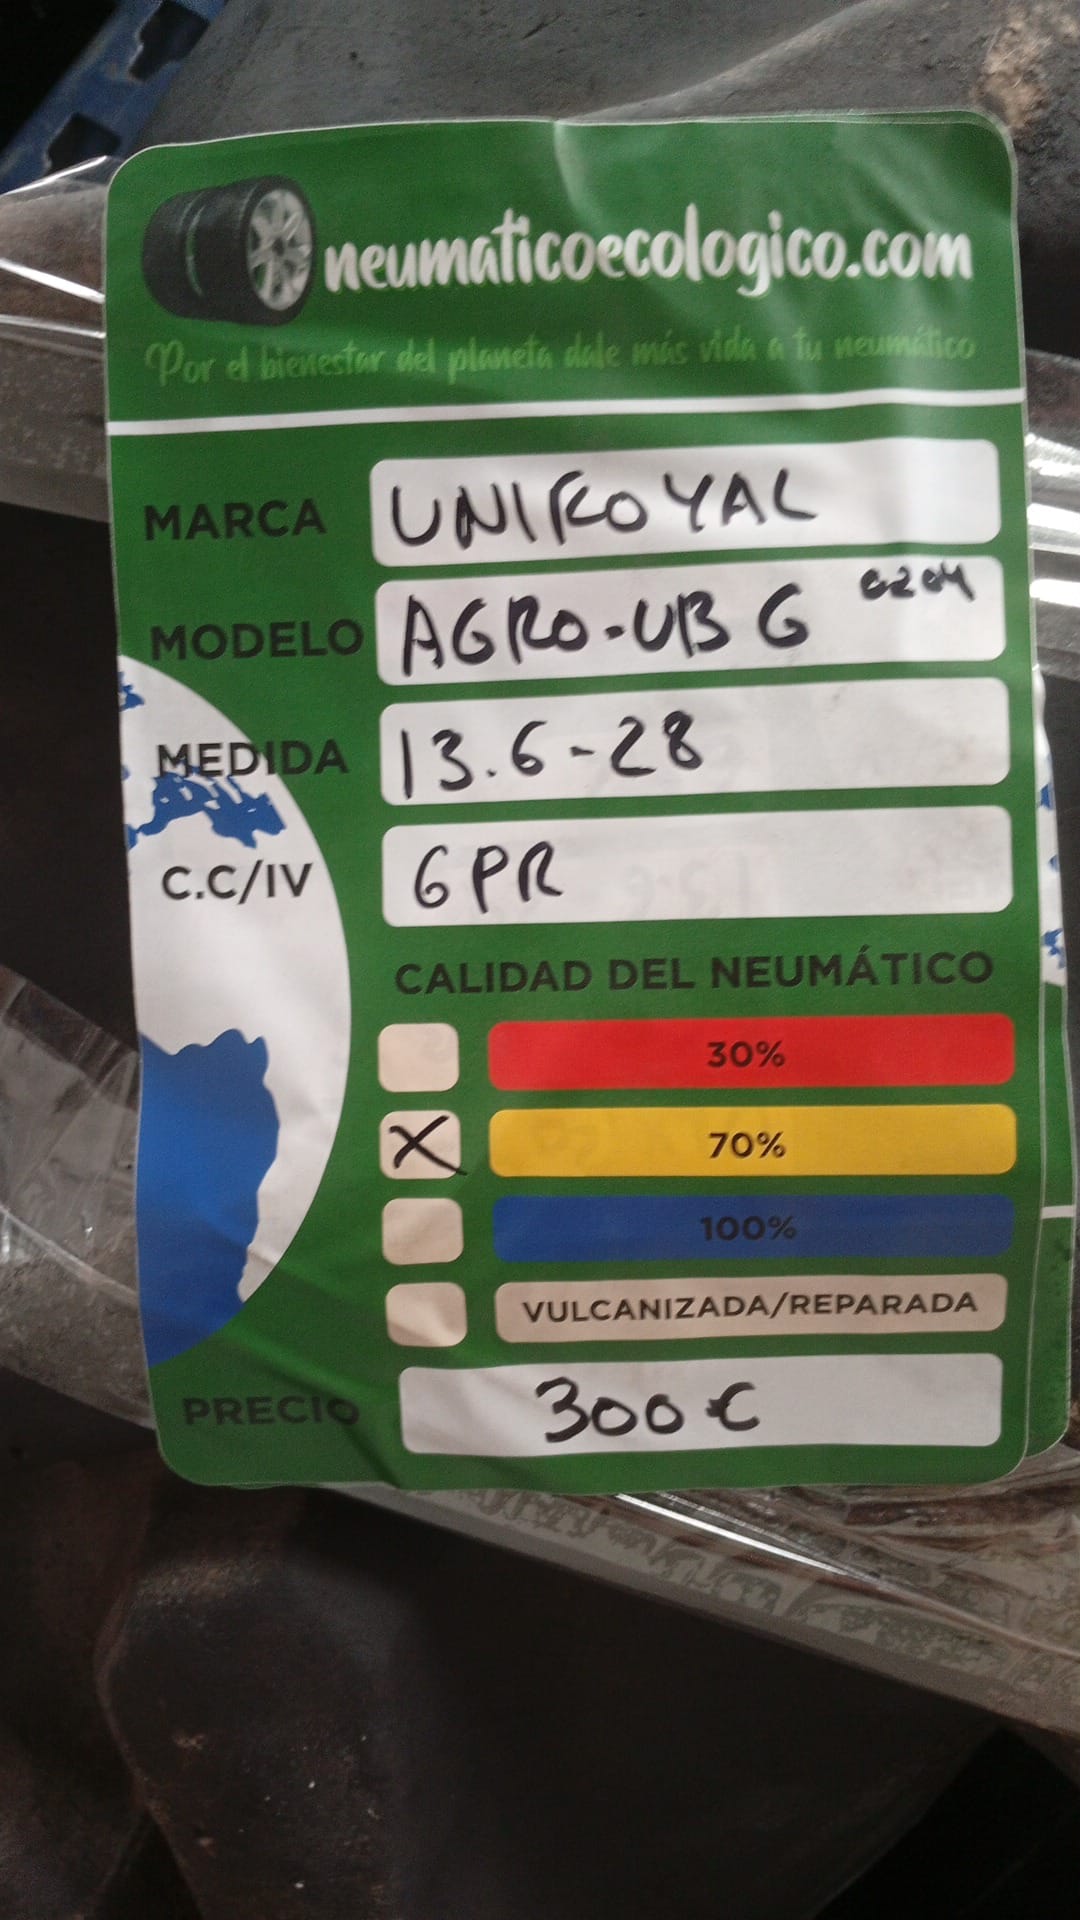 neumaticoecologico.com
Por el bienestar del planeta dale más vida a tu neumático
MARCA UNIROYAL
MODELO AGRO-UB G 0204
MEDIDA 13.6-28
C.C/IV 6PR
CALIDAD DEL NEUMÁTICO
30%
X 70%
100%
VULCANIZADA/REPARADA
PRECIO 300€